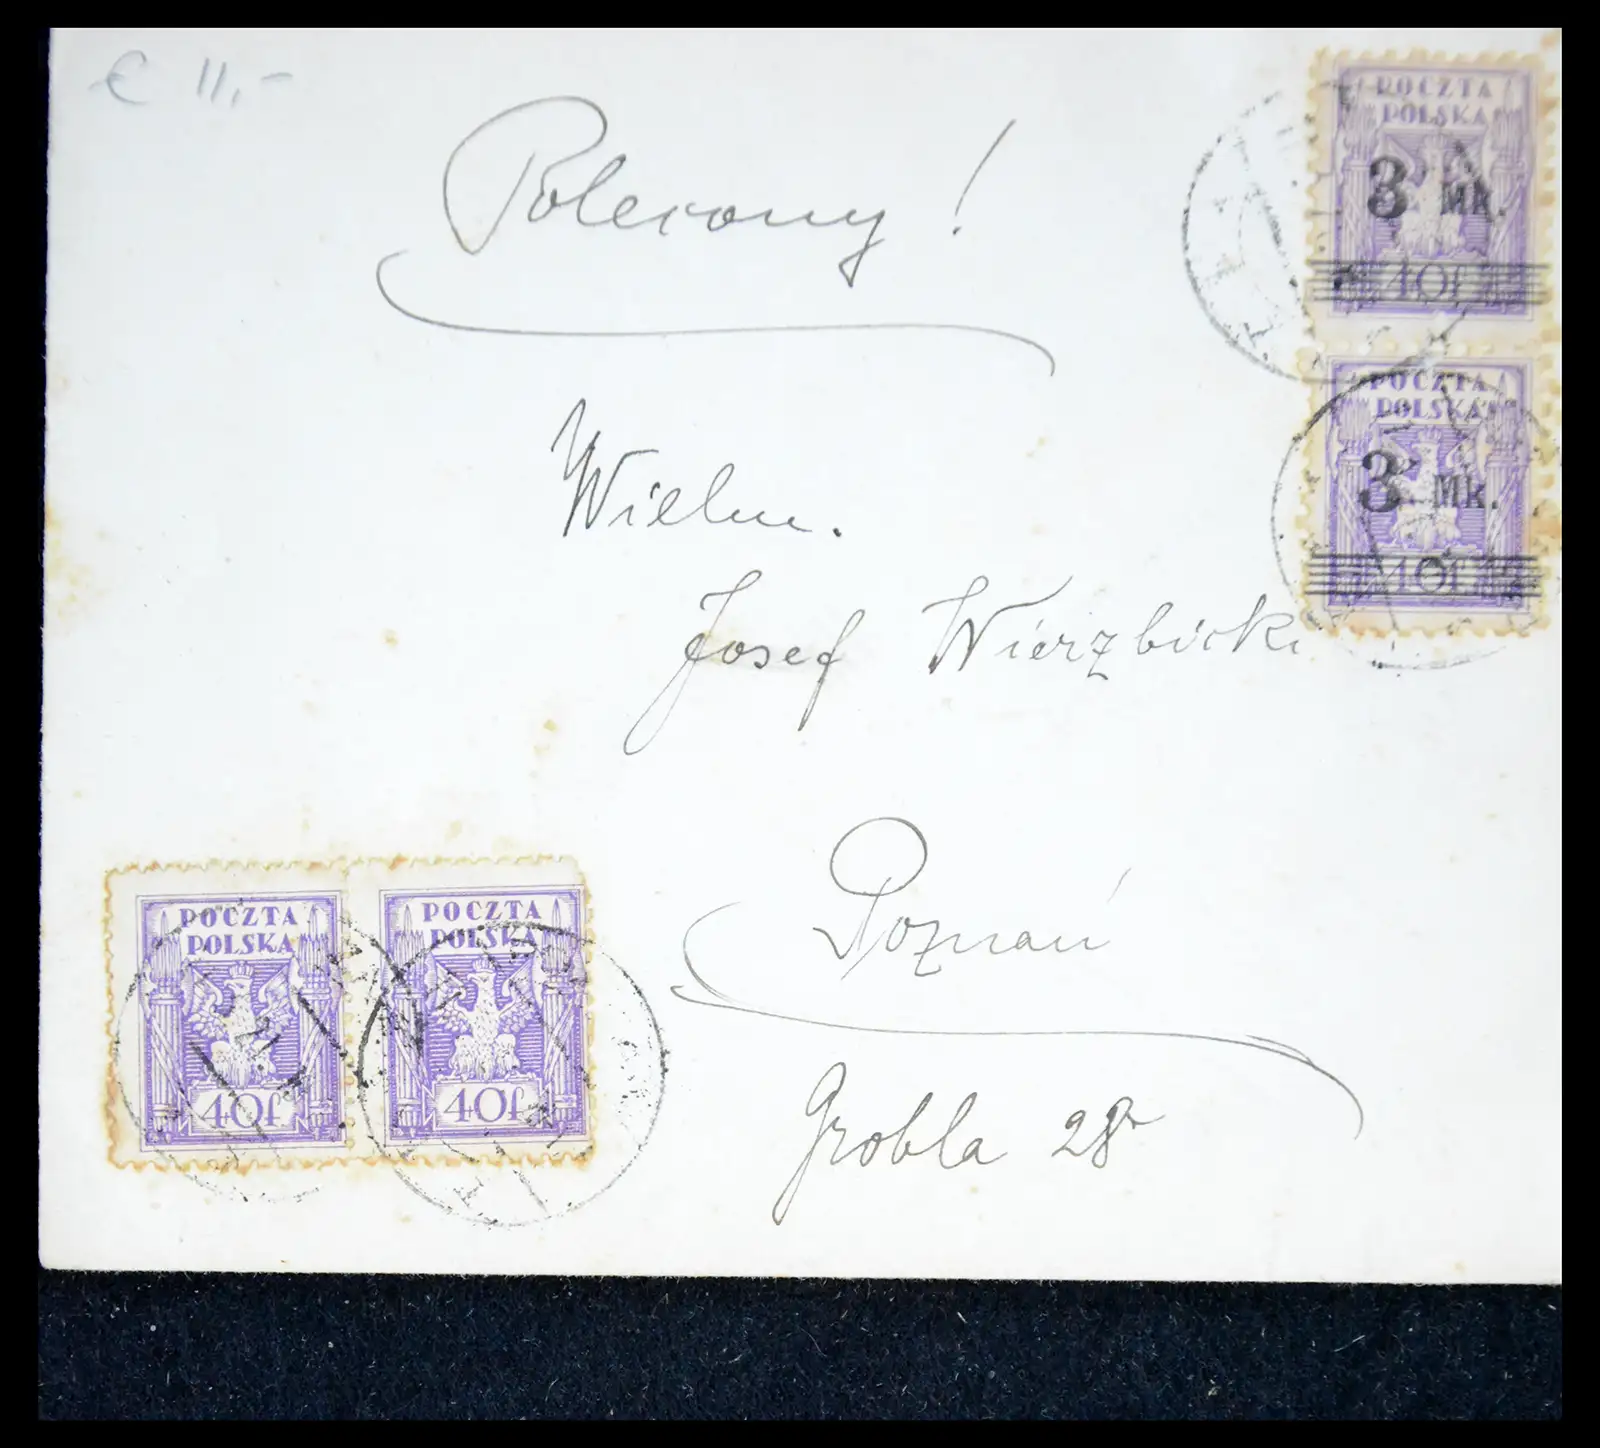 € 11,-
Polecony!
POCZTA
POLSKA
3 Mk.
40f
POCZTA
POLSKA
3 Mk.
40f
Wielm.
Josef Wierzbicki
Poznań
Grobla 28
POCZTA
POLSKA
40f
POCZTA
POLSKA
40f